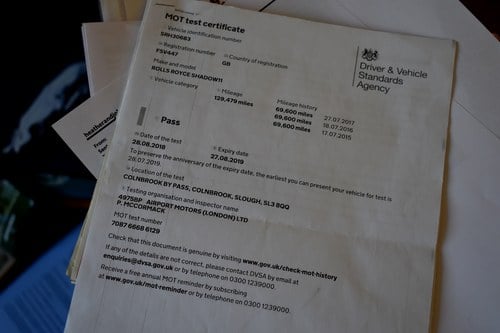 MOT test certificate
Vehicle identification number
SRH30683
Registration number
FSV447
Country of registration
GB
Make and model
ROLLS ROYCE SHADOW11
Vehicle category
Mileage
129,479 miles
Mileage history
69,600 miles 27.07.2017
69,600 miles 18.07.2016
69,600 miles 17.07.2015
Driver & Vehicle
Standards
Agency
Pass
Date of the test
28.08.2018
Expiry date
27.08.2019
To preserve the anniversary of the expiry date, the earliest you can present your vehicle for test is
28.07.2019.
Location of the test
COLNBROOK BY PASS, COLNBROOK, SLOUGH, SL3 0QQ
Testing organisation and inspector name
4975BP AIRPORT MOTORS (LONDON) LTD
P. MCCORMACK
MOT test number
7087 6668 6129
Check that this document is genuine by visiting www.gov.uk/check-mot-history
If any of the details are not correct, please contact DVSA by email at
enquiries@dvsa.gov.uk or by telephone on 0300 1239000.
Receive a free annual MOT reminder by subscribing
at www.gov.uk/mot-reminder or by telephone on 0300 1239000.
From: